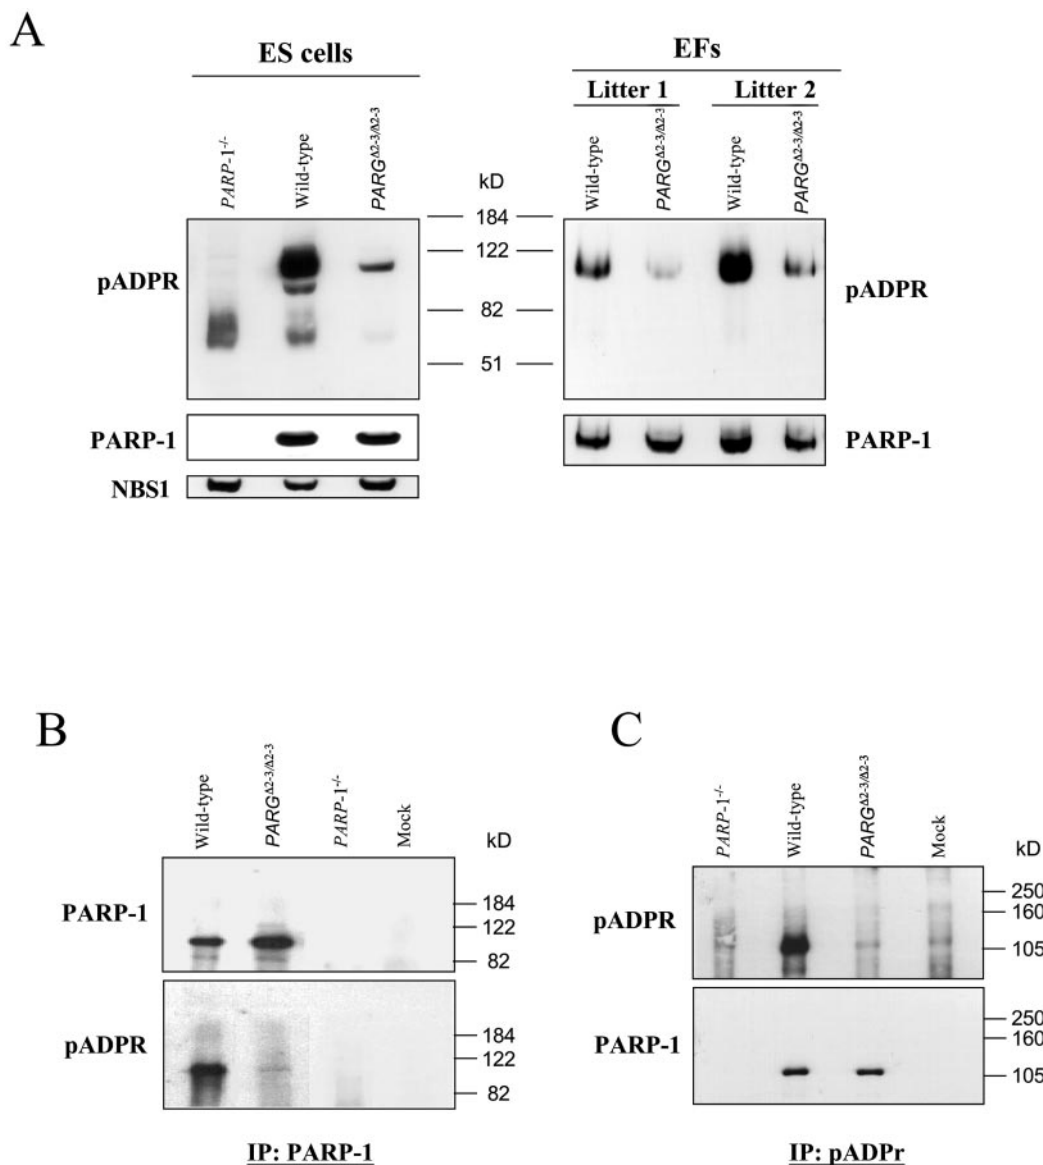 A
ES cells
EFs
Litter 1 Litter 2
PARP-1-/- Wild-type PARGΔ2-3/Δ2-3
Wild-type PARGΔ2-3/Δ2-3 Wild-type PARGΔ2-3/Δ2-3
kD
184
122
82
51
pADPR
pADPR
PARP-1
PARP-1
NBS1
B
Wild-type PARGΔ2-3/Δ2-3 PARP-1-/- Mock
kD
PARP-1
184
122
82
pADPR
184
122
82
IP: PARP-1
C
PARP-1-/- Wild-type PARGΔ2-3/Δ2-3 Mock
kD
pADPR
250
160
105
PARP-1
250
160
105
IP: pADPr